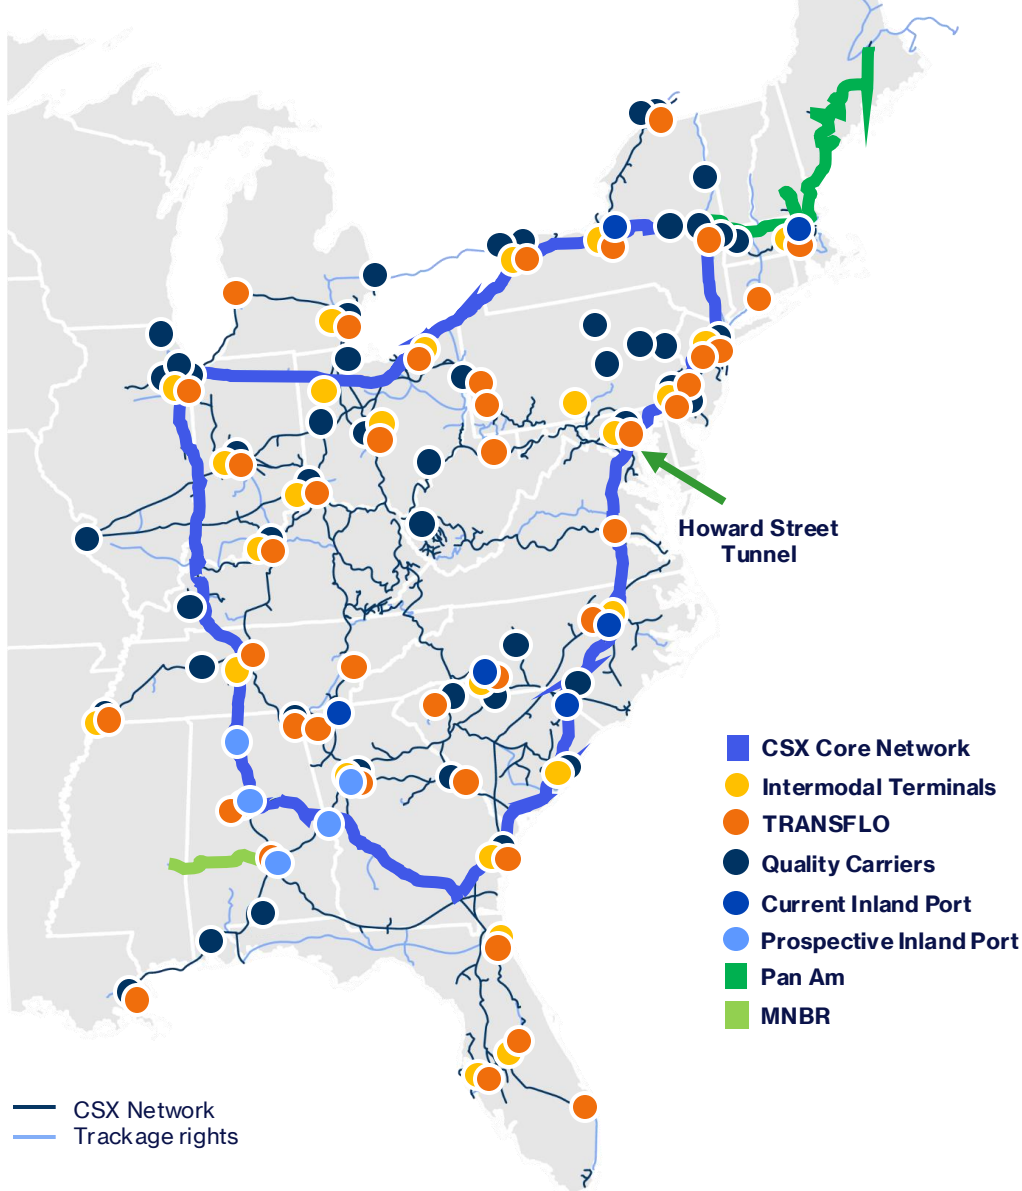 Howard Street
Tunnel
CSX Core Network
Intermodal Terminals
TRANSFLO
Quality Carriers
Current Inland Port
Prospective Inland Port
Pan Am
MNBR
CSX Network
Trackage rights